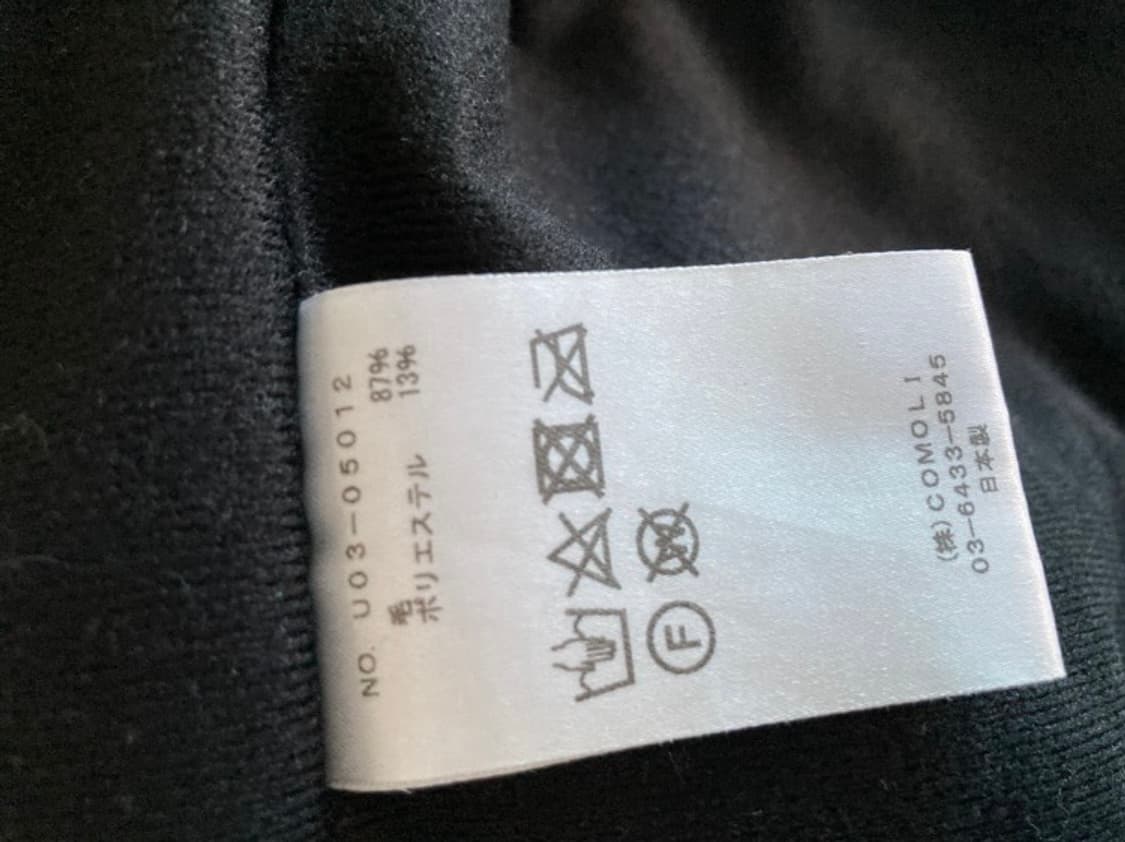 NO. U03-05012
毛 87%
ポリエステル 13%
F
W
(株)COMOLI
03-6433-5845
日本製